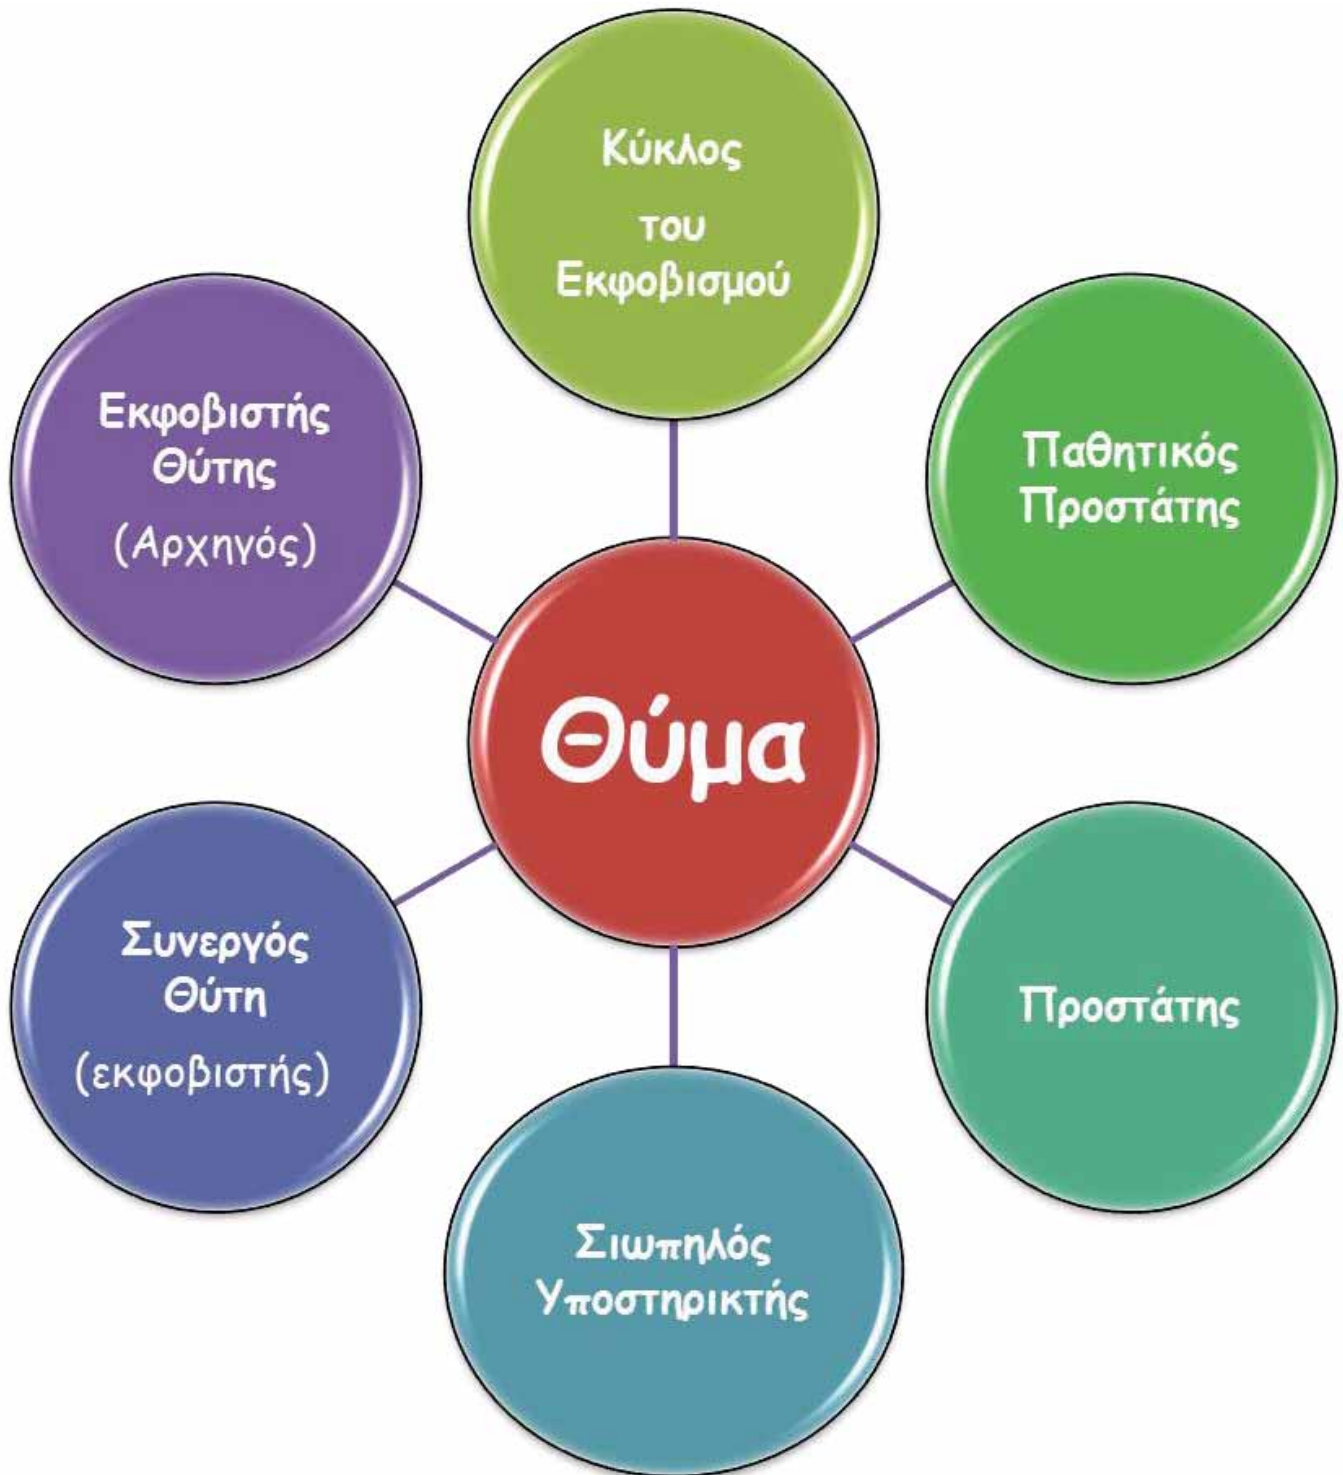 Κύκλος
του
Εκφοβισμού
Εκφοβιστής
Θύτης
(Αρχηγός)
Παθητικός
Προστάτης
Θύμα
Συνεργός
Θύτη
(εκφοβιστής)
Προστάτης
Σιωπηλός
Υποστηρικτής